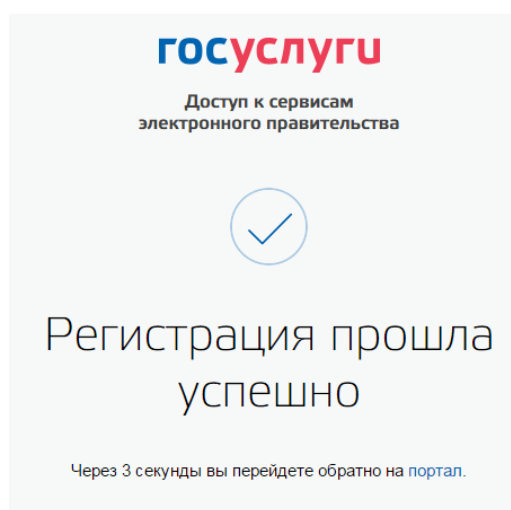 госуслуги
Доступ к сервисам
электронного правительства
Регистрация прошла
успешно
Через 3 секунды вы перейдете обратно на портал.